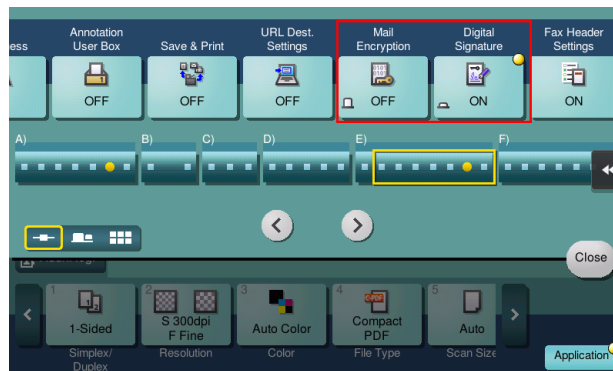 ess
Annotation
User Box
Save & Print
URL Dest.
Settings
Mail
Encryption
Digital
Signature
Fax Header
Settings
OFF
OFF
OFF
OFF
ON
ON
A)
B)
C)
D)
E)
F)
Close
1
1-Sided
Simplex/
Duplex
2
S 300dpi
F Fine
Resolution
3
Auto Color
Color
4
C-PDF
Compact
PDF
File Type
5
Auto
Scan Size
Application